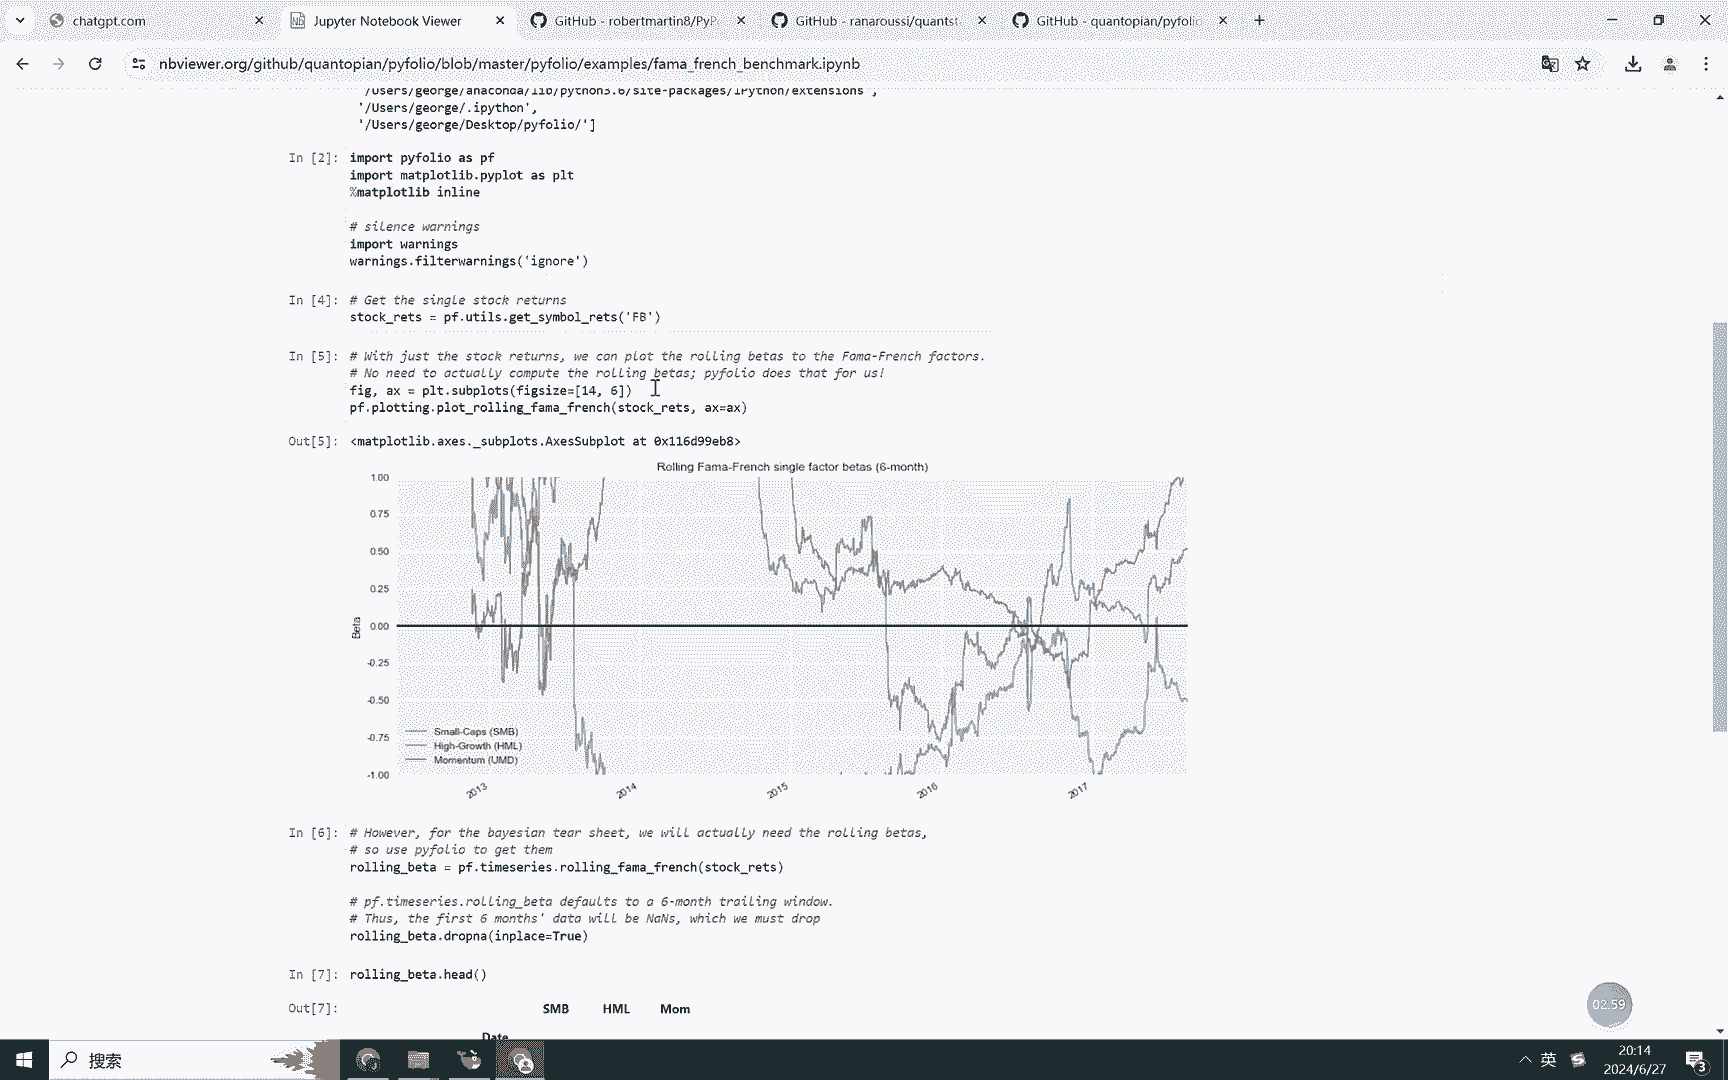 chatgpt.com
Jupyter Notebook Viewer
GitHub - robertmartin8/PyP
GitHub - ranaroussi/quantst
GitHub - quantopian/pyfolio
nbviewer.org/github/quantopian/pyfolio/blob/master/pyfolio/examples/fama_french_benchmark.ipynb
'/Users/george/anaconda/lib/python3.6/site-packages/IPython/extensions',
'/Users/george/.ipython',
'/Users/george/Desktop/pyfolio/']
In [2]: import pyfolio as pf
import matplotlib.pyplot as plt
%matplotlib inline
# silence warnings
import warnings
warnings.filterwarnings('ignore')
In [4]: # Get the single stock returns
stock_rets = pf.utils.get_symbol_rets('FB')
In [5]: # With just the stock returns, we can plot the rolling betas to the Fama-French factors.
# No need to actually compute the rolling betas; pyfolio does that for us!
fig, ax = plt.subplots(figsize=[14, 6])
pf.plotting.plot_rolling_fama_french(stock_rets, ax=ax)
Out[5]: <matplotlib.axes._subplots.AxesSubplot at 0x116d99eb8>
Rolling Fama-French single factor betas (6-month)
1.00
0.75
0.50
0.25
0.00
-0.25
-0.50
-0.75
-1.00
Beta
Small-Caps (SMB)
High-Growth (HML)
Momentum (UMD)
2013
2014
2015
2016
2017
In [6]: # However, for the bayesian tear sheet, we will actually need the rolling betas,
# so use pyfolio to get them
rolling_beta = pf.timeseries.rolling_fama_french(stock_rets)
# pf.timeseries.rolling_beta defaults to a 6-month trailing window.
# Thus, the first 6 months' data will be NaNs, which we must drop
rolling_beta.dropna(inplace=True)
In [7]: rolling_beta.head()
Out[7]:
SMB HML Mom
Date
02:59
搜索
英
20:14
2024/6/27
3